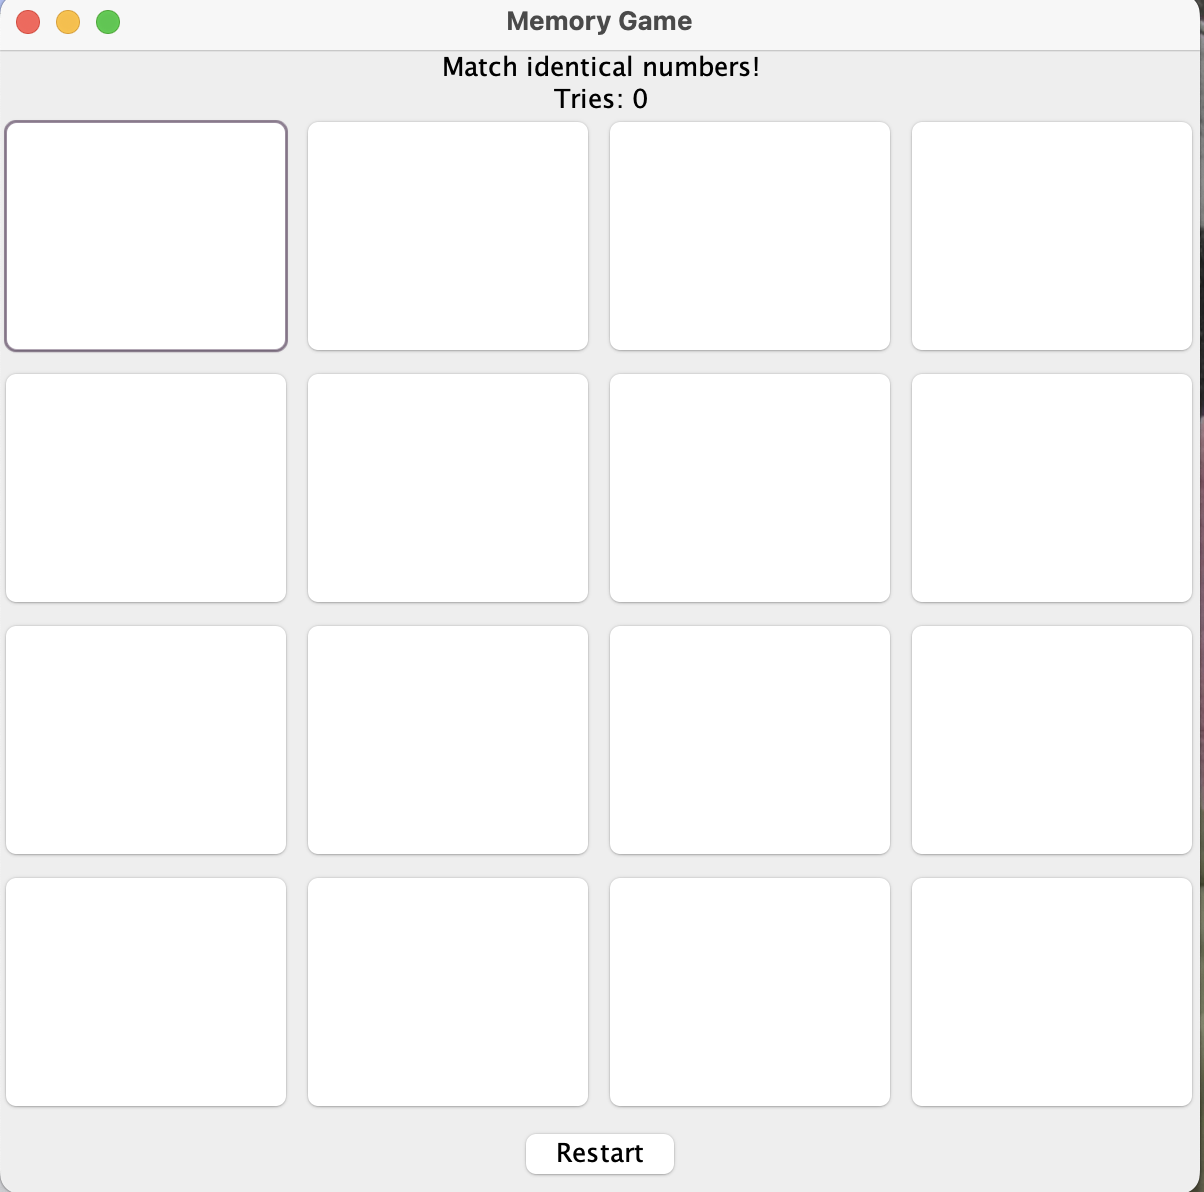 Memory Game
Match identical numbers!
Tries: 0
Restart